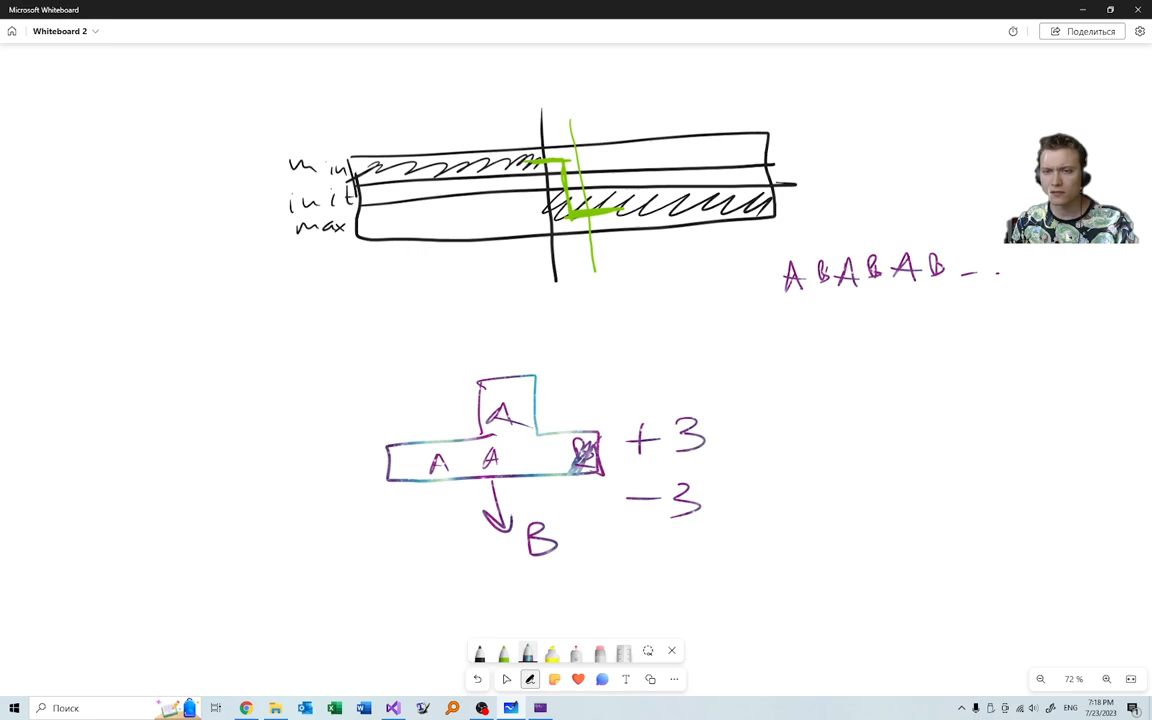 Microsoft Whiteboard
Whiteboard 2
Поделиться
min
init
max
A B A B A B - .
A
A A
+ 3
- 3
B
72 %
Поиск
ENG
7:18 PM
7/23/2023